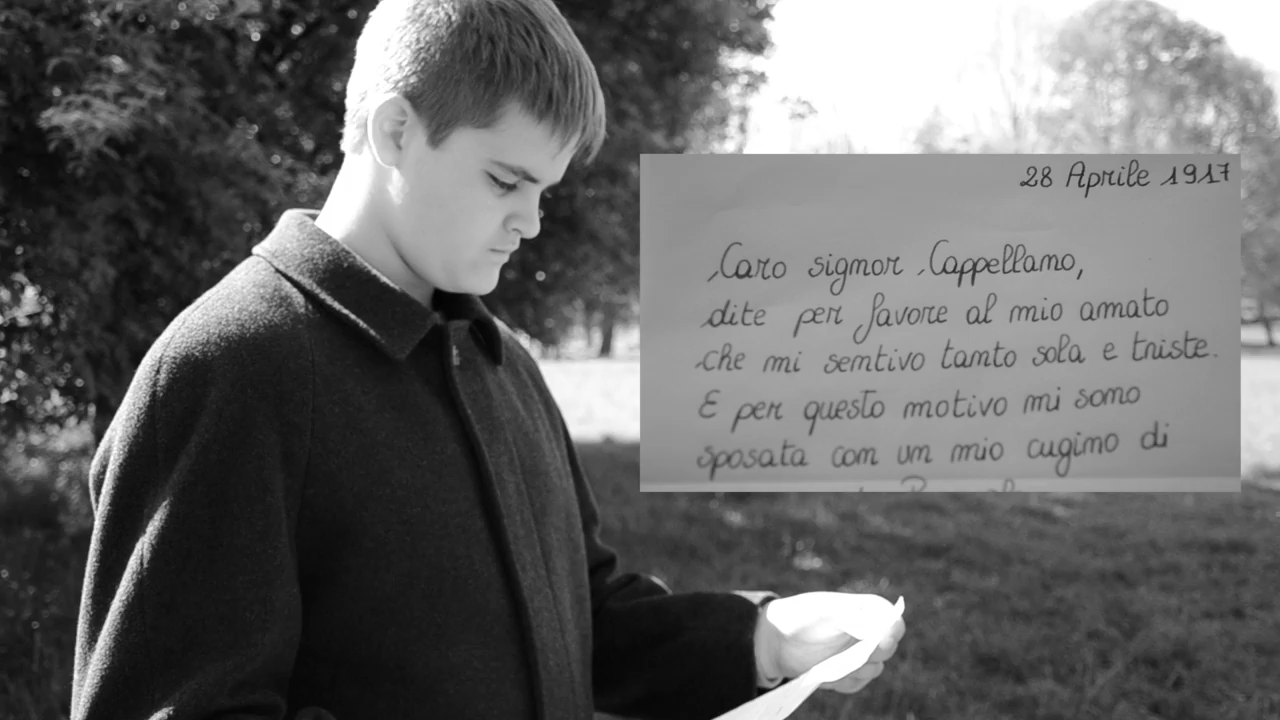 28 Aprile 1917
Caro signor Cappellano,
dite per favore al mio amato
che mi sentivo tanto sola e triste.
E per questo motivo mi sono
sposata con un mio cugino di